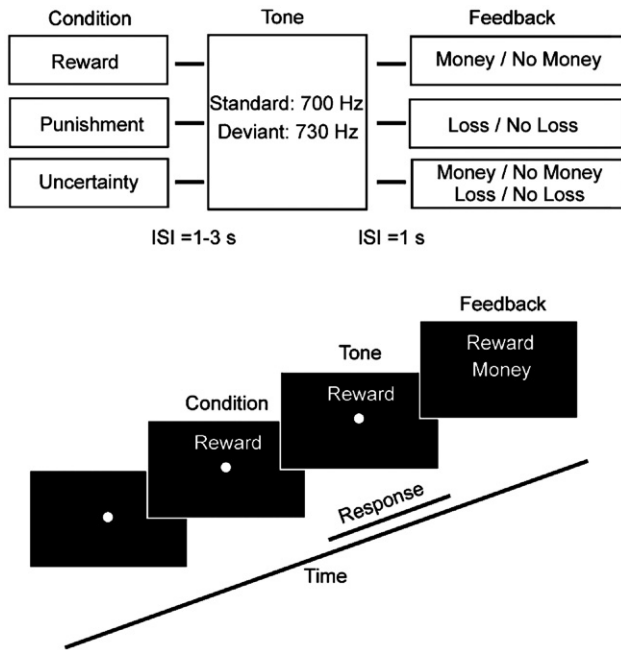 Condition
Tone
Feedback
Reward
Money / No Money
Standard: 700 Hz
Deviant: 730 Hz
Punishment
Loss / No Loss
Uncertainty
Money / No Money
Loss / No Loss
ISI =1-3 s
ISI =1 s
Feedback
Reward
Money
Tone
Reward
Condition
Reward
Response
Time